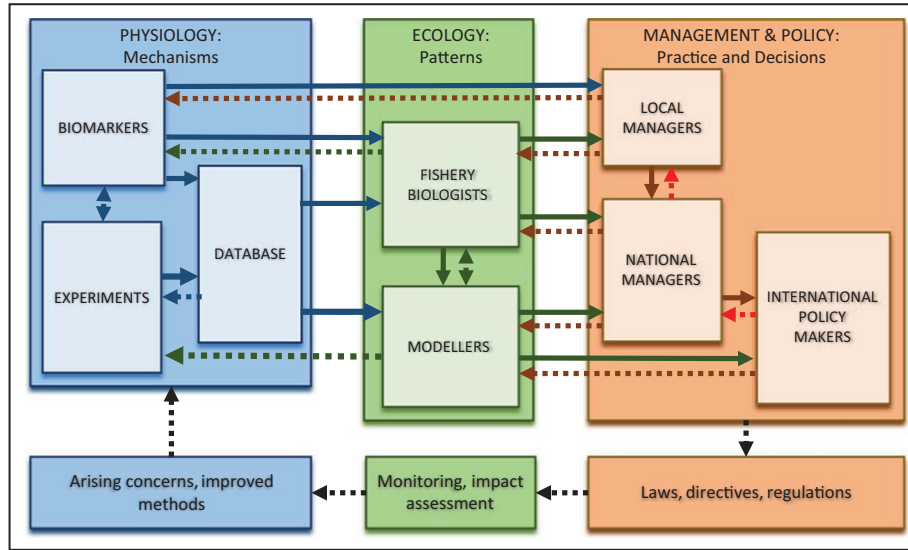 PHYSIOLOGY:
Mechanisms
ECOLOGY:
Patterns
MANAGEMENT & POLICY:
Practice and Decisions
BIOMARKERS
EXPERIMENTS
DATABASE
FISHERY
BIOLOGISTS
MODELLERS
LOCAL
MANAGERS
NATIONAL
MANAGERS
INTERNATIONAL
POLICY
MAKERS
Arising concerns, improved
methods
Monitoring, impact
assessment
Laws, directives, regulations